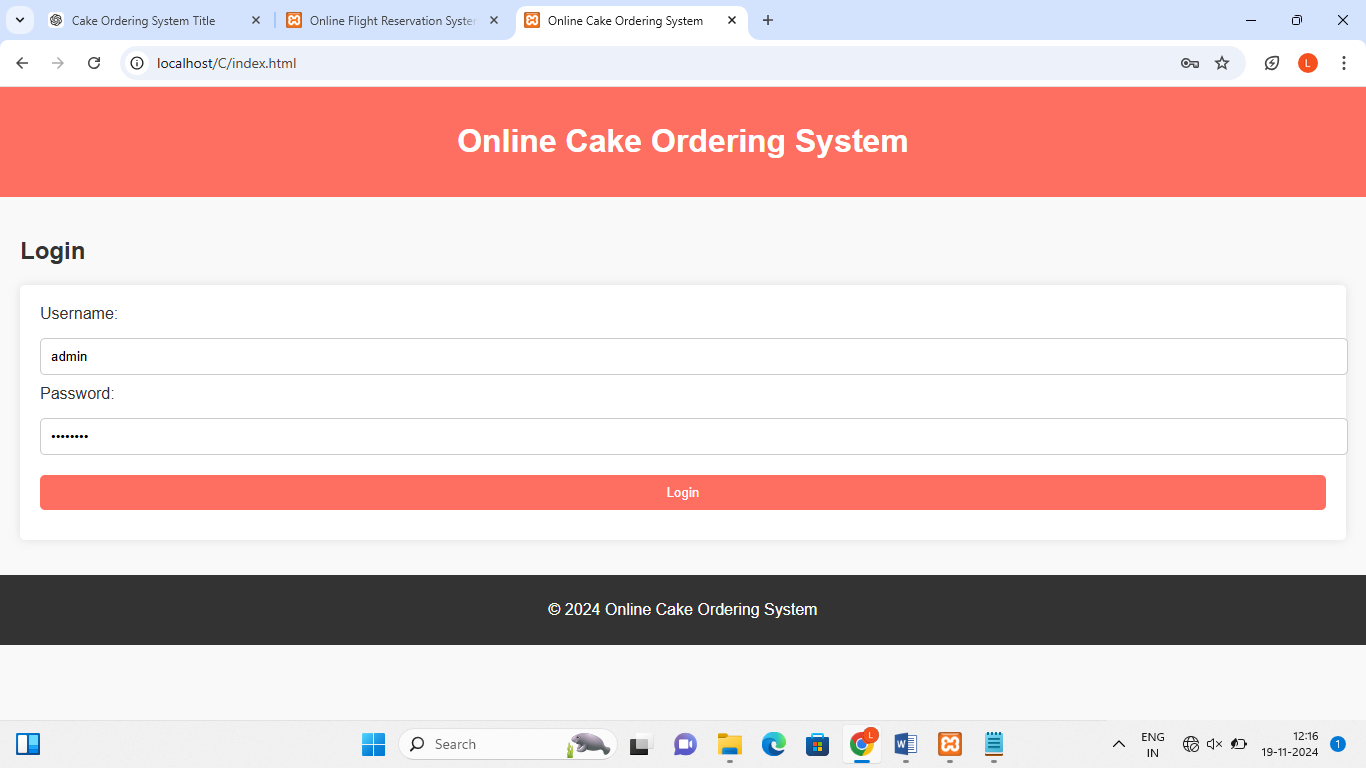 Cake Ordering System Title
Online Flight Reservation Syste
Online Cake Ordering System
localhost/C/index.html
L
Online Cake Ordering System
Login
Username:
admin
Password:
••••••••
Login
© 2024 Online Cake Ordering System
Search
L
ENG
IN
12:16
19-11-2024
1